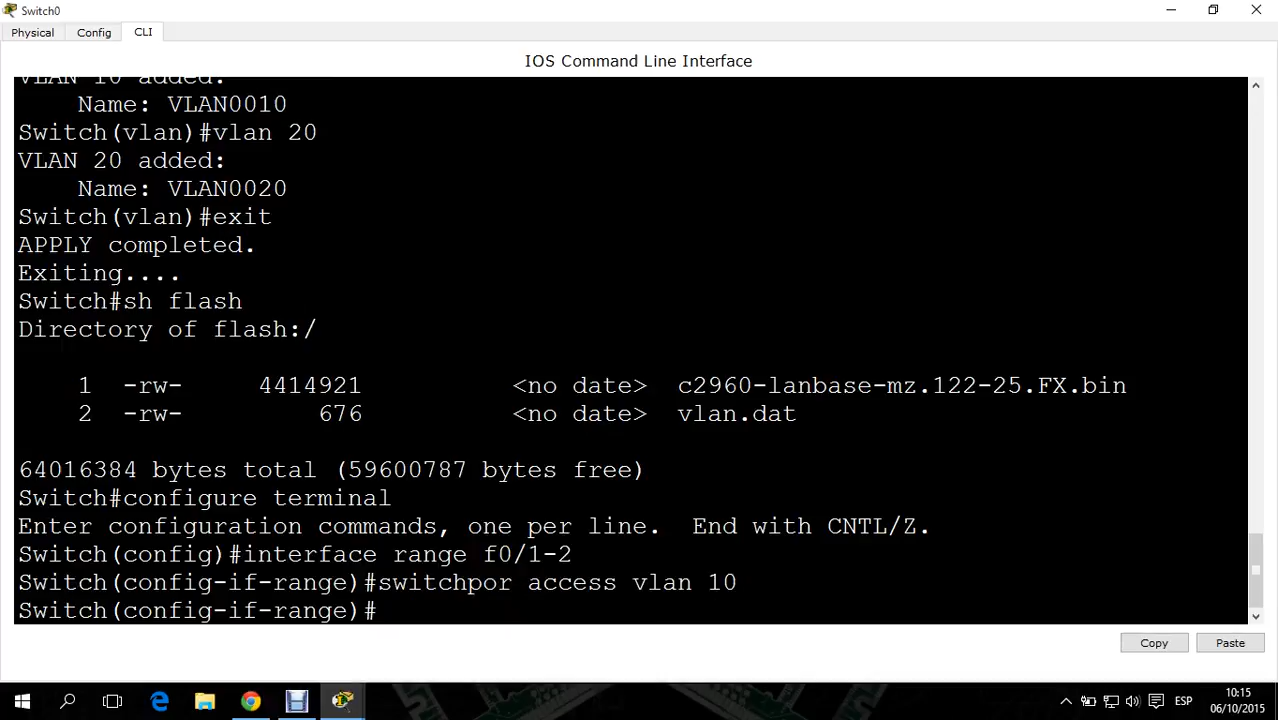 Switch0
Physical Config CLI
IOS Command Line Interface
VLAN 10 added:
Name: VLAN0010
Switch(vlan)#vlan 20
VLAN 20 added:
Name: VLAN0020
Switch(vlan)#exit
APPLY completed.
Exiting....
Switch#sh flash
Directory of flash:/
1 -rw- 4414921 <no date> c2960-lanbase-mz.122-25.FX.bin
2 -rw- 676 <no date> vlan.dat
64016384 bytes total (59600787 bytes free)
Switch#configure terminal
Enter configuration commands, one per line. End with CNTL/Z.
Switch(config)#interface range f0/1-2
Switch(config-if-range)#switchpor access vlan 10
Switch(config-if-range)#
Copy Paste
ESP
10:15
06/10/2015